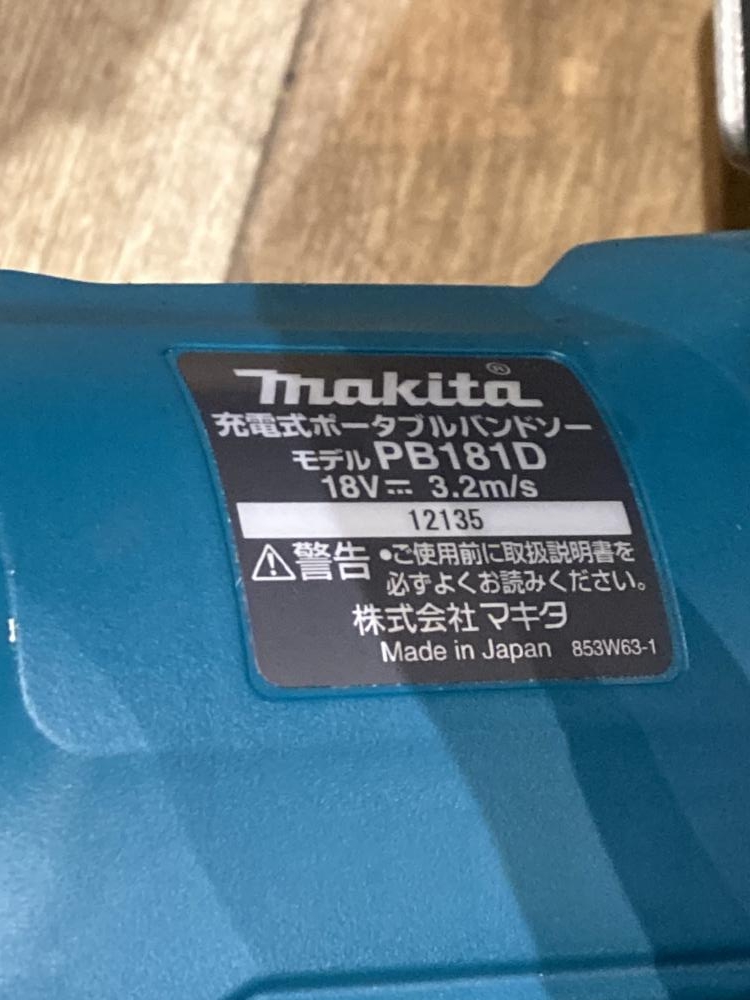 makita®
充電式ポータブルバンドソー
モデル PB181D
18V⎓ 3.2m/s
12135
⚠警告 •ご使用前に取扱説明書を
必ずよくお読みください。
株式会社マキタ
Made in Japan 853W63-1